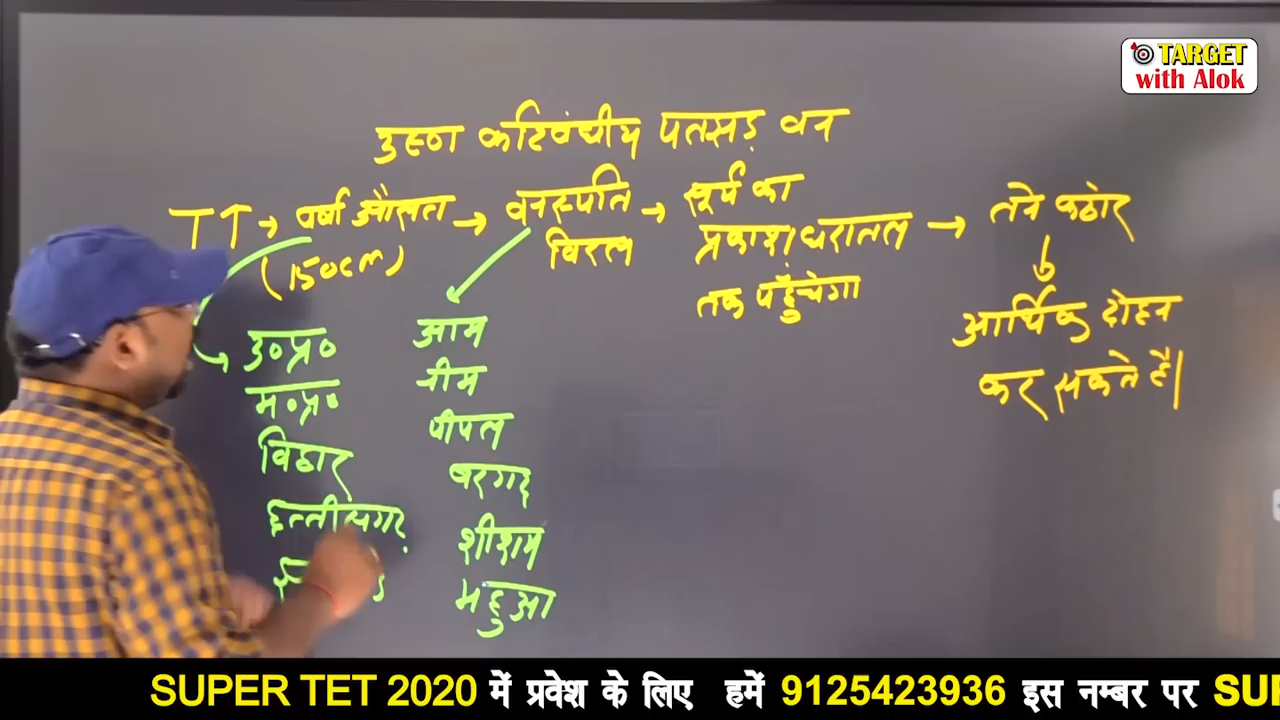 TARGET
with Alok
उष्ण कटिबंधीय पतझड़ वन
TT → वर्षा औसत → वनस्पति → सूर्य का → तने कठोर
(150cm) विरल प्रकाश धरातल
तक पहुँचेगा
आर्थिक दोहन
कर सकते है।
उ०प्र०
म०प्र०
बिहार
छत्तीसगढ़
आम
नीम
पीपल
बरगद
शीशम
महुआ
SUPER TET 2020 में प्रवेश के लिए हमें 9125423936 इस नम्बर पर